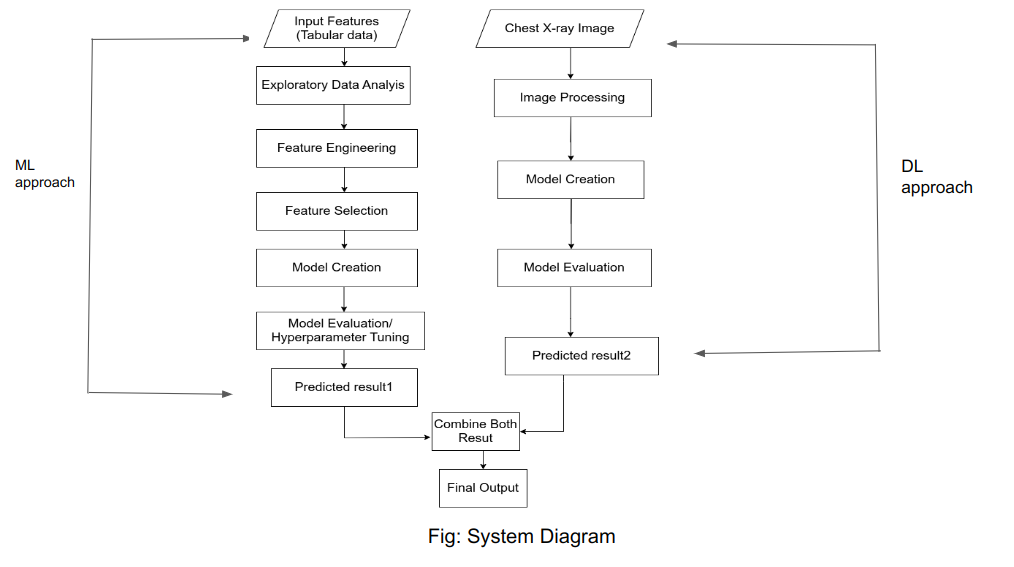 Input Features
(Tabular data)
Exploratory Data Analyis
Feature Engineering
Feature Selection
Model Creation
Model Evaluation/
Hyperparameter Tuning
Predicted result1
ML
approach
Chest X-ray Image
Image Processing
Model Creation
Model Evaluation
Predicted result2
DL
approach
Combine Both
Resut
Final Output
Fig: System Diagram